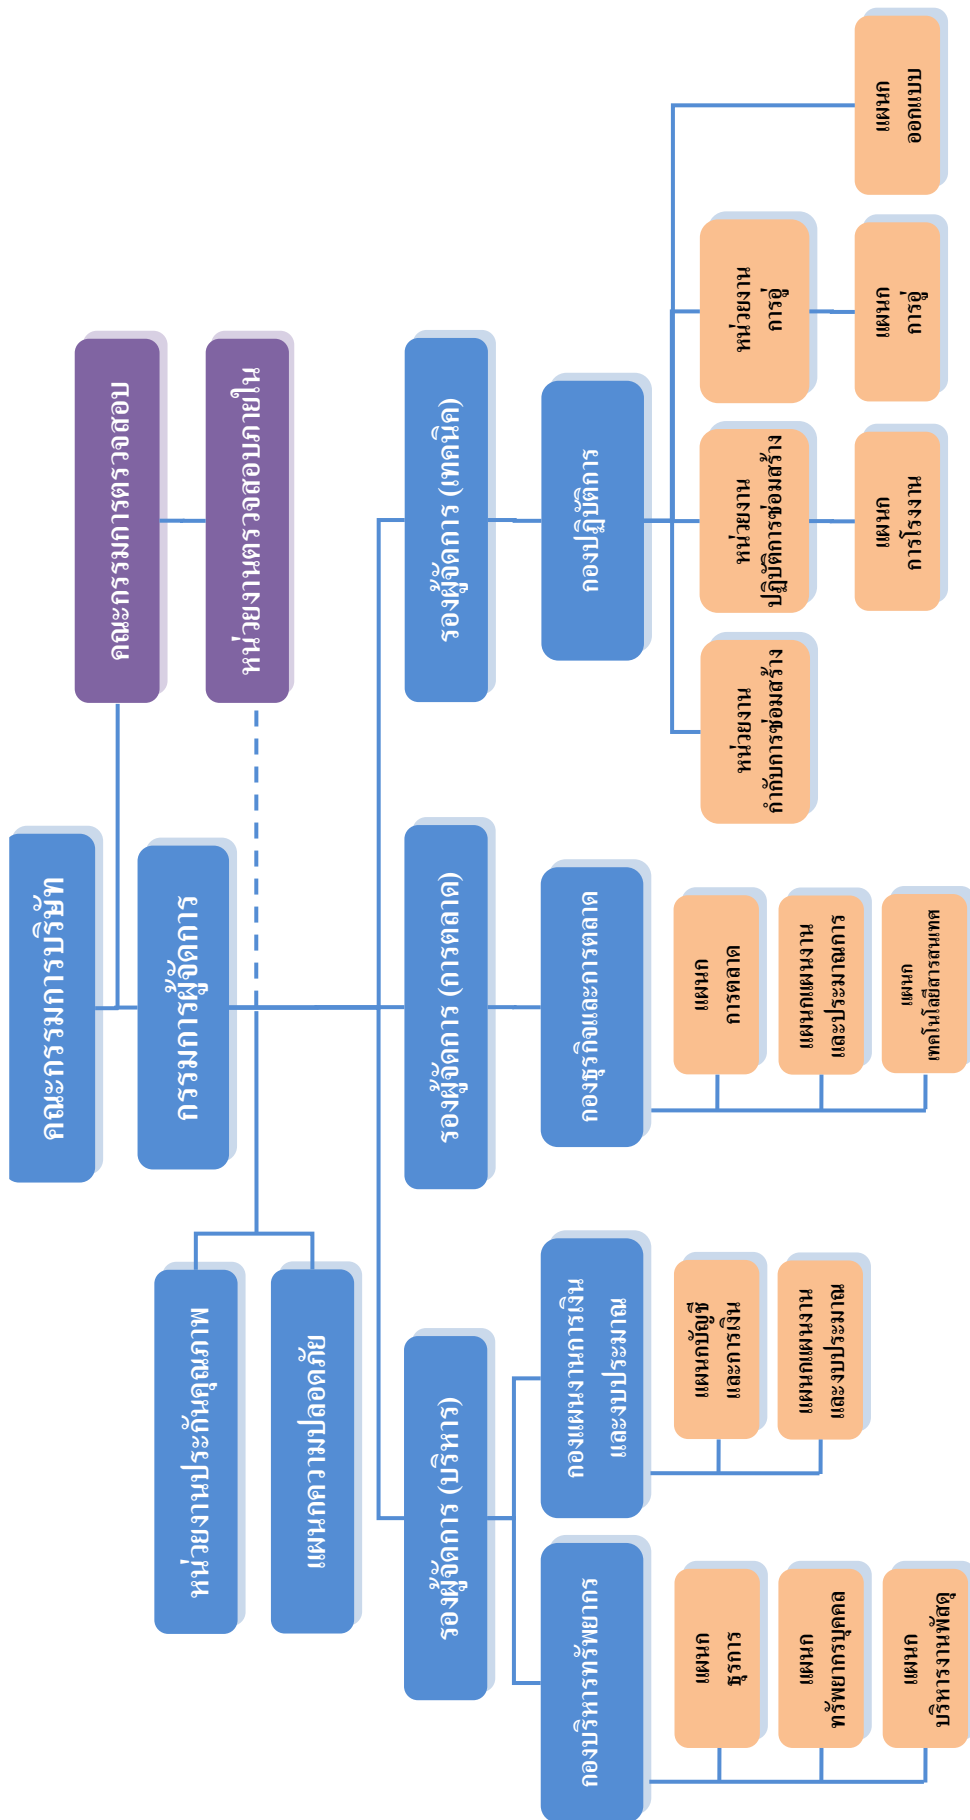 คณะกรรมการบริษัท
คณะกรรมการตรวจสอบ
กรรมการผู้จัดการ
หน่วยงานตรวจสอบภายใน
หน่วยงานประกันคุณภาพ
แผนกความปลอดภัย
รองผู้จัดการ (บริหาร)
รองผู้จัดการ (การตลาด)
รองผู้จัดการ (เทคนิค)
กองบริหารทรัพยากร
กองแผนงานการเงิน
และงบประมาณ
กองธุรกิจและการตลาด
กองปฏิบัติการ
แผนก
ธุรการ
แผนก
ทรัพยากรบุคคล
แผนก
บริหารงานพัสดุ
แผนกบัญชี
และการเงิน
แผนกแผนงาน
และงบประมาณ
แผนก
การตลาด
แผนกแผนงาน
และประมาณการ
แผนก
เทคโนโลยีสารสนเทศ
หน่วยงาน
กำกับการซ่อมสร้าง
หน่วยงาน
ปฏิบัติการซ่อมสร้าง
หน่วยงาน
การอู่
แผนก
การโรงงาน
แผนก
การอู่
แผนก
ออกแบบ